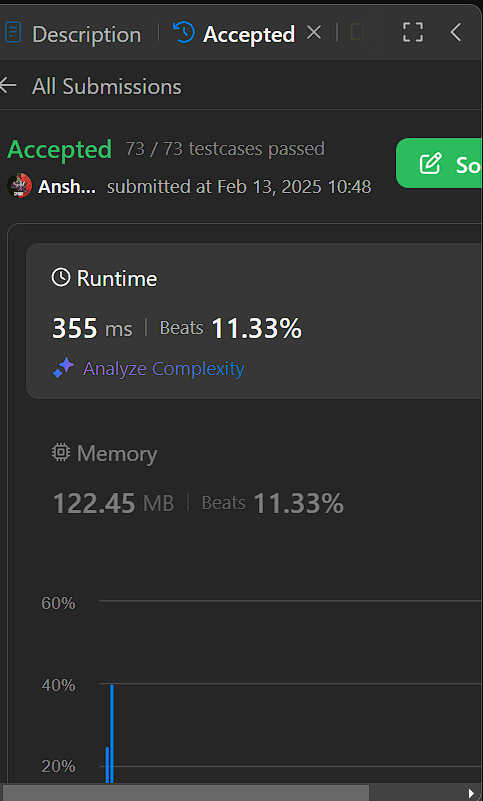 Description
Accepted
All Submissions
Accepted 73 / 73 testcases passed
Ansh... submitted at Feb 13, 2025 10:48
So
Runtime
355 ms Beats 11.33%
Analyze Complexity
Memory
122.45 MB Beats 11.33%
60%
40%
20%